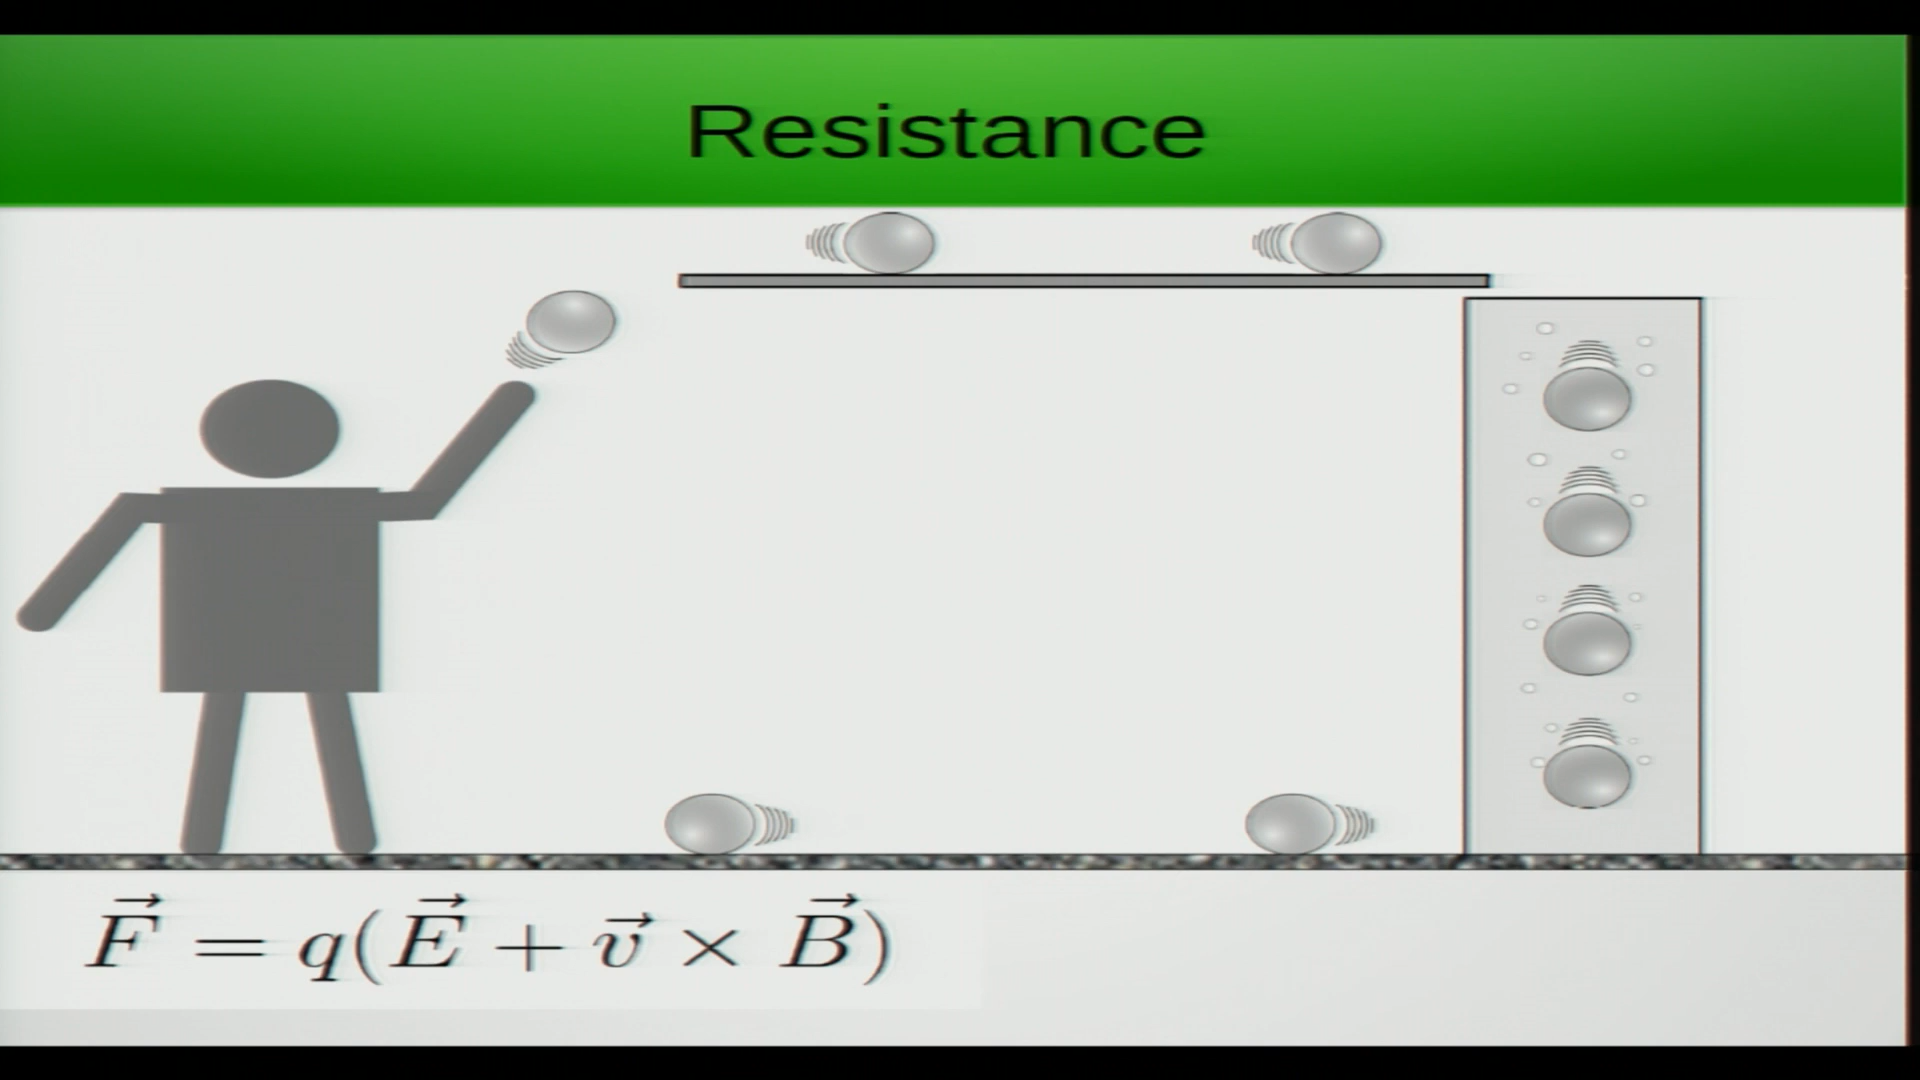 Resistance
$\vec{F} = q(\vec{E} + \vec{v} \times \vec{B})$